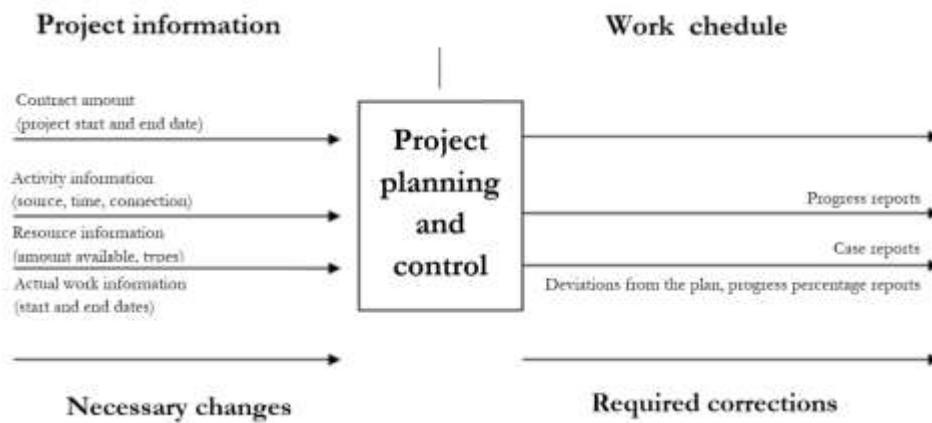 Project information
Work chedule
Contract amount
(project start and end date)
Activity information
(source, time, connection)
Resource information
(amount available, types)
Actual work information
(start and end dates)
Project
planning
and
control
Progress reports
Case reports
Deviations from the plan, progress percentage reports
Necessary changes
Required corrections